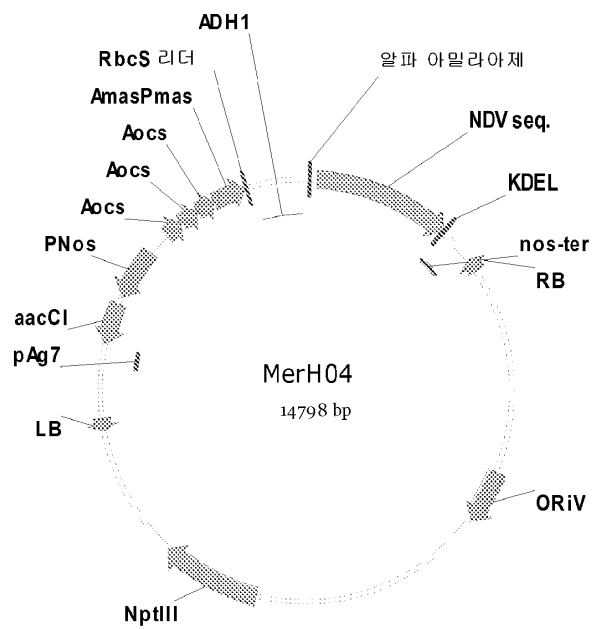 ADH1
RbcS 리더
알파 아밀라아제
AmasPmas
NDV seq.
Aocs
Aocs
KDEL
Aocs
PNos
nos-ter
RB
aacCI
pAg7
MerH04
14798 bp
LB
ORiV
NptIII